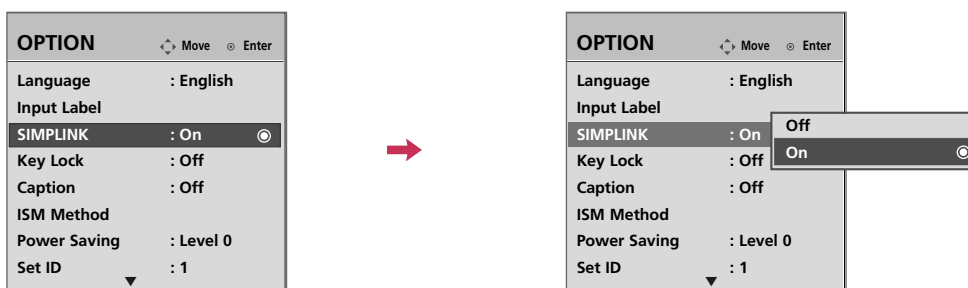 OPTION Move Enter
Language : English
Input Label
SIMPLINK : On
Key Lock : Off
Caption : Off
ISM Method
Power Saving : Level 0
Set ID : 1
OPTION Move Enter
Language : English
Input Label
SIMPLINK : On
Key Lock : Off
Caption : Off
ISM Method
Power Saving : Level 0
Set ID : 1
Off
On